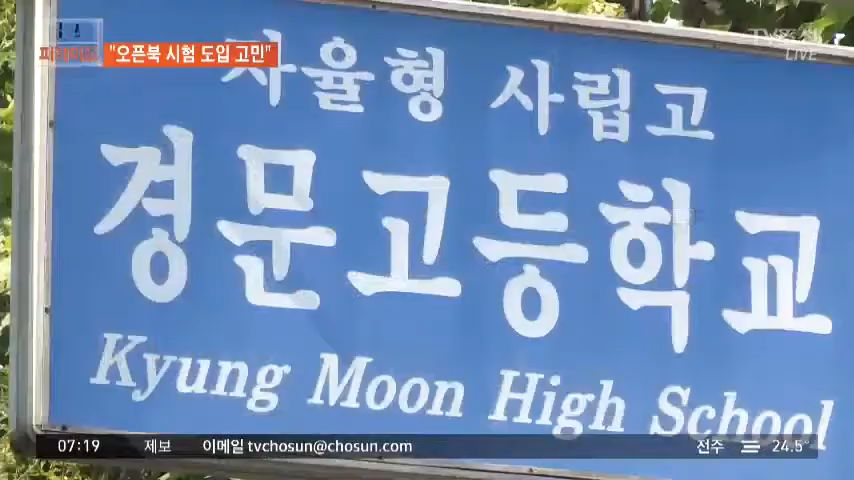 "오픈북 시험 도입 고민"
LIVE
자율형 사립고
경문고등학교
Kyung Moon High School
07:19 제보 이메일 tvchosun@chosun.com 전주 24.5°